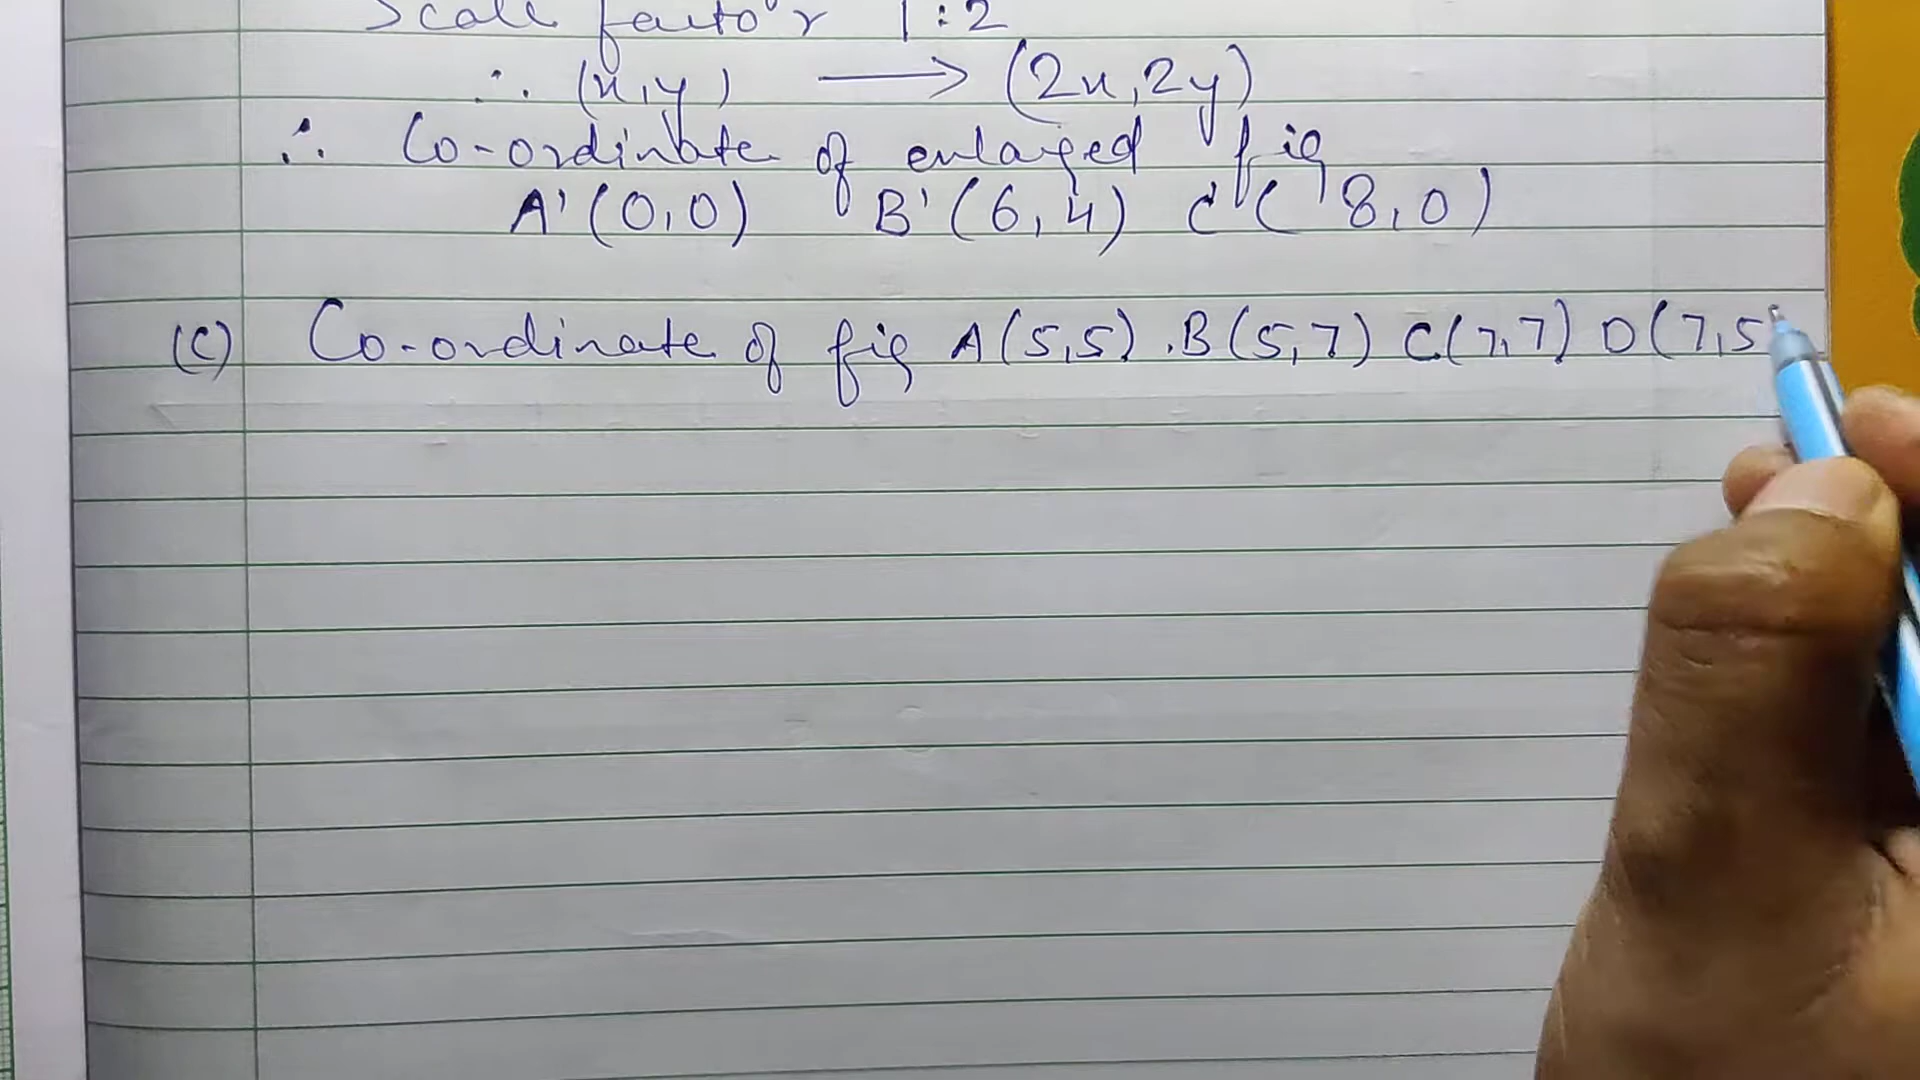 Scale factor 1:2
∴ (x,y) → (2x,2y)
∴ Co-ordinate of enlarged fig
A'(0,0) B'(6,4) C'(8,0)
(C) Co-ordinate of fig A(5,5). B(5,7) C(7,7) D(7,5